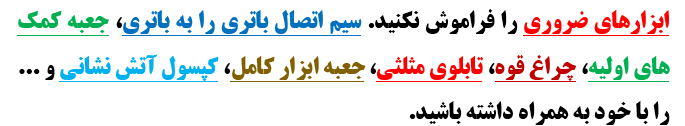 ابزارهای ضروری را فراموش نکنید. سیم اتصال باتری را به باتری، جعبه کمک
های اولیه، چراغ قوه، تابلوی مثلثی، جعبه ابزار کامل، کپسول آتش نشانی و ...
را با خود به همراه داشته باشید.